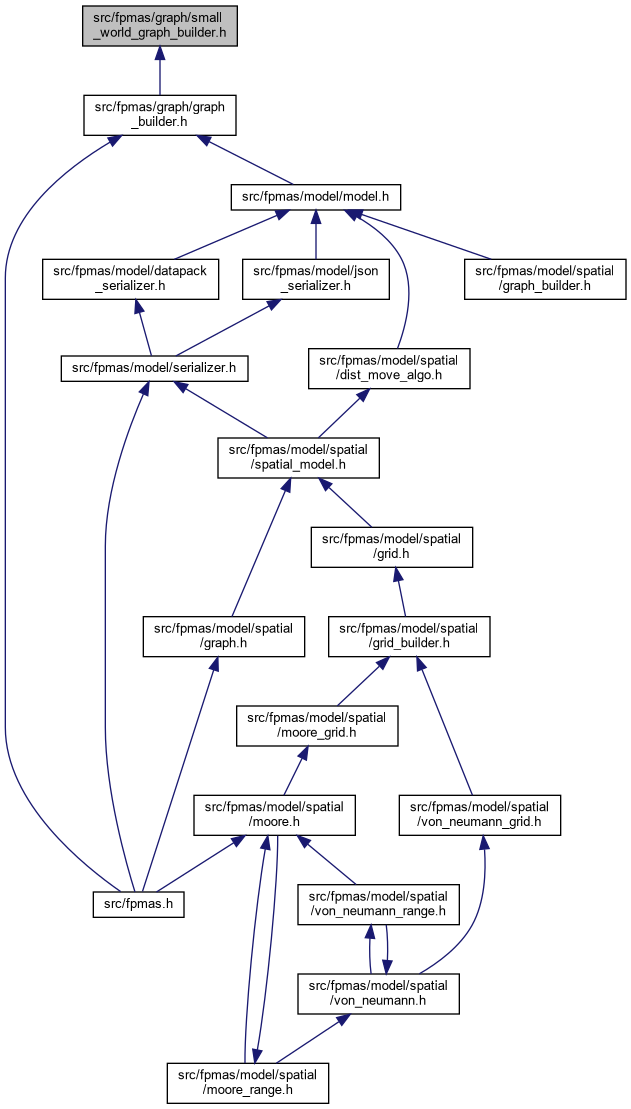 src/fpmas/graph/small
_world_graph_builder.h
src/fpmas/graph/graph
_builder.h
src/fpmas/model/model.h
src/fpmas/model/datapack
_serializer.h
src/fpmas/model/json
_serializer.h
src/fpmas/model/spatial
/graph_builder.h
src/fpmas/model/serializer.h
src/fpmas/model/spatial
/dist_move_algo.h
src/fpmas/model/spatial
/spatial_model.h
src/fpmas/model/spatial
/grid.h
src/fpmas/model/spatial
/graph.h
src/fpmas/model/spatial
/grid_builder.h
src/fpmas/model/spatial
/moore_grid.h
src/fpmas/model/spatial
/moore.h
src/fpmas/model/spatial
/von_neumann_grid.h
src/fpmas.h
src/fpmas/model/spatial
/von_neumann_range.h
src/fpmas/model/spatial
/von_neumann.h
src/fpmas/model/spatial
/moore_range.h